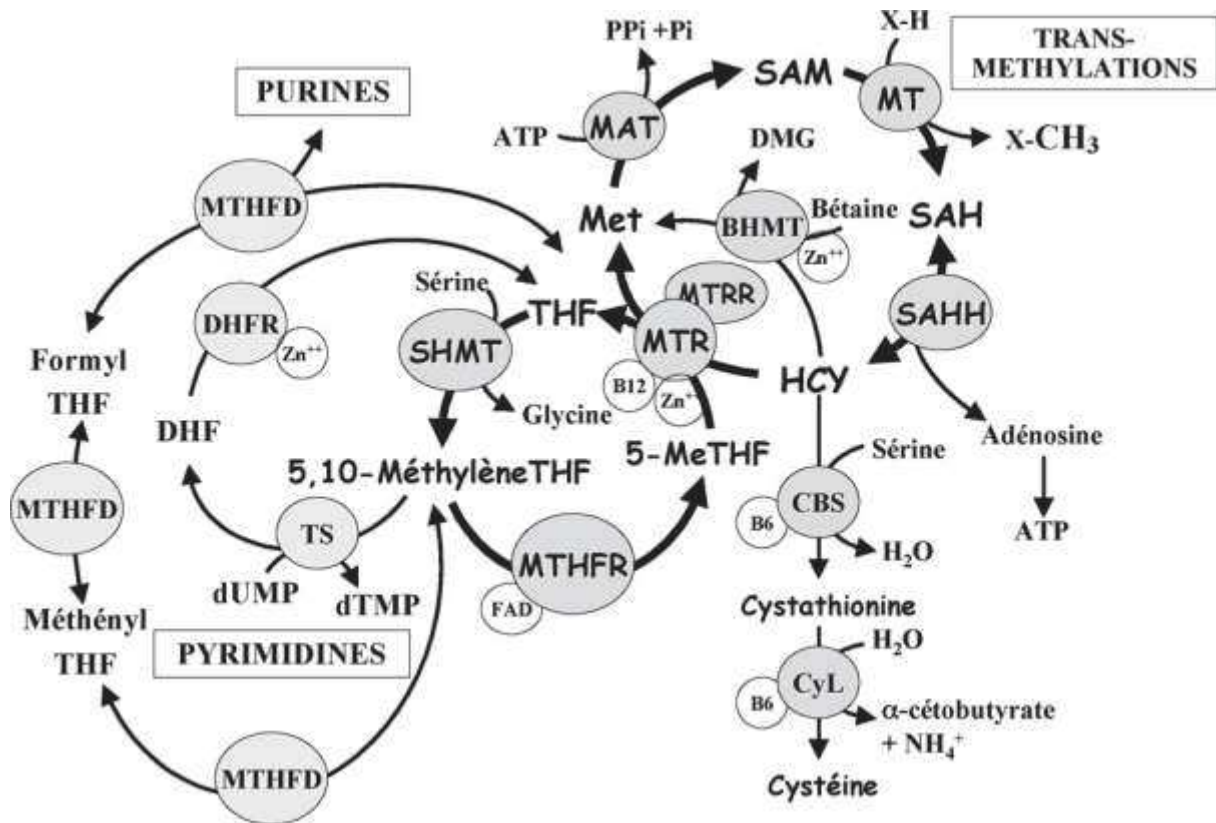 PPi +Pi
X-H
TRANS-
METHYLATIONS
SAM
MT
PURINES
MAT
ATP
DMG
X-CH₃
MTHFD
Met
BHMT
Bétaine
SAH
Zn⁺⁺
Sérine
MTRR
DHFR
THF
SAHH
Zn⁺⁺
SHMT
MTR
Formyl
THF
B12
Zn⁺⁺
HCY
Glycine
DHF
5-MeTHF
Sérine
Adénosine
5,10-MéthylèneTHF
MTHFD
CBS
B6
TS
ATP
H₂O
MTHFR
dUMP
dTMP
FAD
Cystathionine
Méthényl
THF
PYRIMIDINES
H₂O
CyL
B6
α-cétobutyrate
+ NH₄⁺
MTHFD
Cystéine